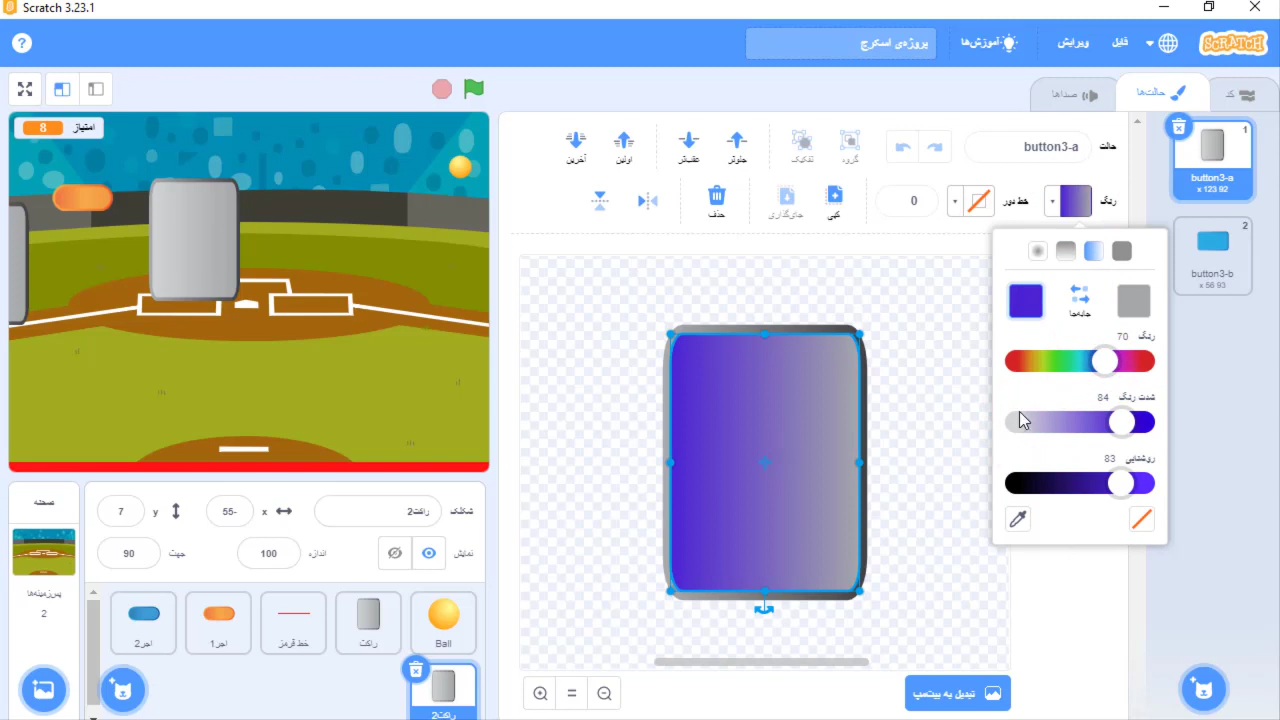 Scratch 3.23.1
SCRATCH
فایل
ویرایش
آموزش‌ها
پروژه‌ی اسکرچ
?
کد
حالت‌ها
صداها
امتیاز 8
حالت
button3-a
گروه
تفکیک
جلوتر
عقب‌تر
اولین
آخرین
رنگ
خط دور
0
کپی
جای‌گذاری
حذف
جابه‌جا
رنگ 70
شدت رنگ 84
روشنایی 83
1
button3-a
123 x 92
2
button3-b
56 x 93
تبدیل به بیت‌مپ
شکلک
راکت2
x
-55
y
7
نمایش
اندازه
100
جهت
90
صحنه
پس‌زمینه‌ها
2
Ball
راکت
خط قرمز
اجر1
اجر2
راکت2